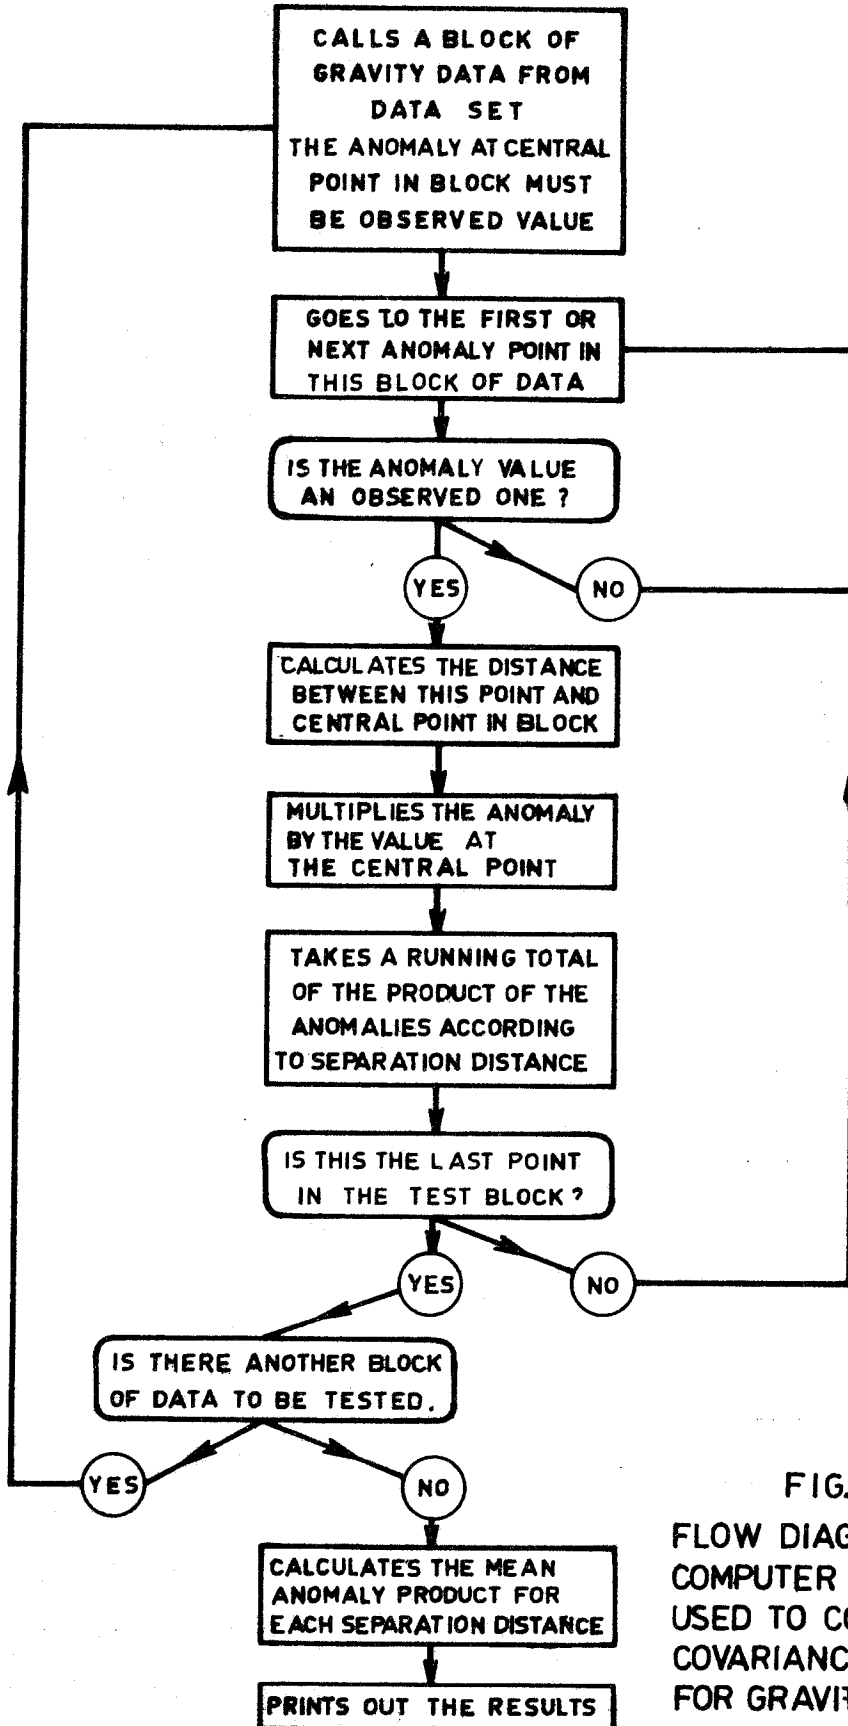 CALLS A BLOCK OF
GRAVITY DATA FROM
DATA SET
THE ANOMALY AT CENTRAL
POINT IN BLOCK MUST
BE OBSERVED VALUE
GOES TO THE FIRST OR
NEXT ANOMALY POINT IN
THIS BLOCK OF DATA
IS THE ANOMALY VALUE
AN OBSERVED ONE ?
YES
NO
CALCULATES THE DISTANCE
BETWEEN THIS POINT AND
CENTRAL POINT IN BLOCK
MULTIPLIES THE ANOMALY
BY THE VALUE AT
THE CENTRAL POINT
TAKES A RUNNING TOTAL
OF THE PRODUCT OF THE
ANOMALIES ACCORDING
TO SEPARATION DISTANCE
IS THIS THE LAST POINT
IN THE TEST BLOCK ?
YES
NO
IS THERE ANOTHER BLOCK
OF DATA TO BE TESTED.
YES
NO
CALCULATES THE MEAN
ANOMALY PRODUCT FOR
EACH SEPARATION DISTANCE
PRINTS OUT THE RESULTS
FIG.
FLOW DIAG
COMPUTER
USED TO CO
COVARIANC
FOR GRAVIT